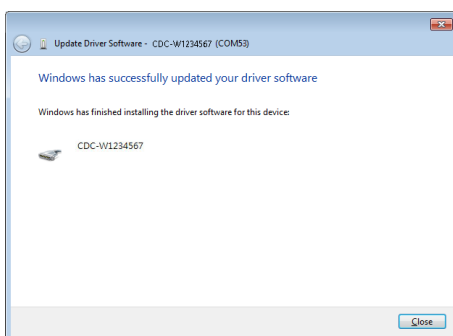 Update Driver Software - CDC-W1234567 (COM53)
Windows has successfully updated your driver software
Windows has finished installing the driver software for this device:
CDC-W1234567
Close